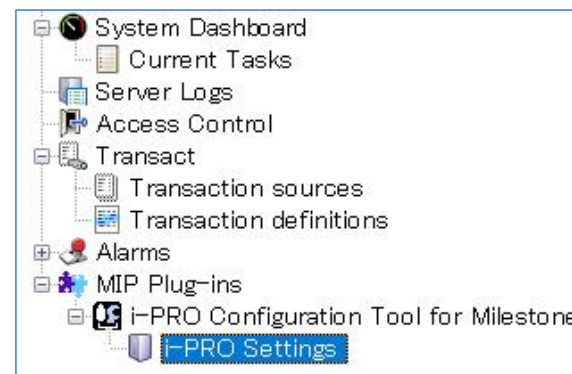 System Dashboard
Current Tasks
Server Logs
Access Control
Transact
Transaction sources
Transaction definitions
Alarms
MIP Plug-ins
i-PRO Configuration Tool for Milestone
i-PRO Settings